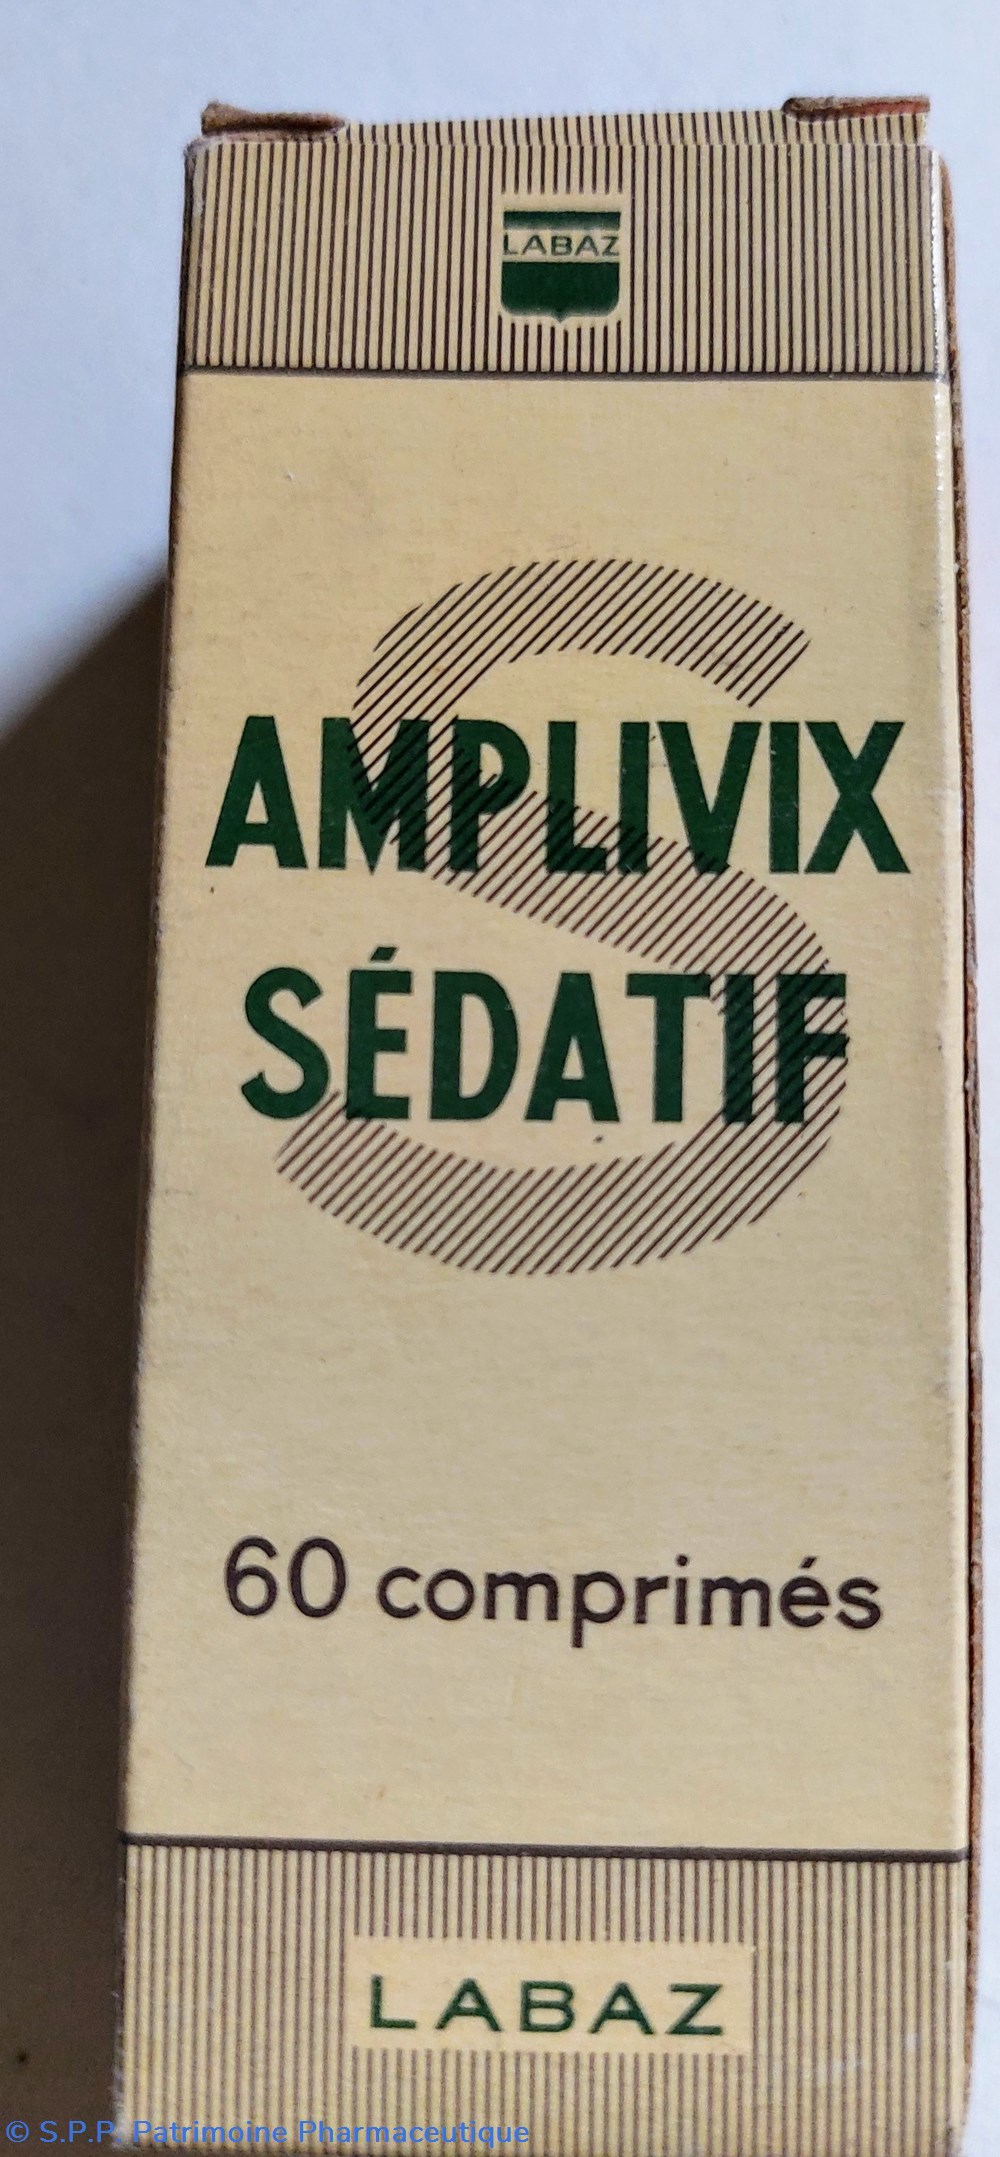 LABAZ
S
AMPLIVIX
SÉDATIF
60 comprimés
LABAZ
© S.P.P. Patrimoine Pharmaceutique